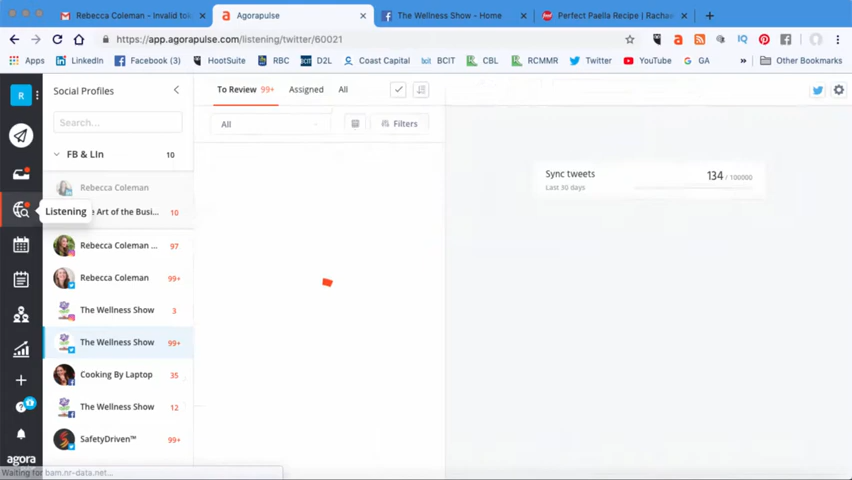 Rebecca Coleman - Invalid tok
Agorapulse
The Wellness Show - Home
Perfect Paella Recipe | Racha
https://app.agorapulse.com/listening/twitter/60021
LinkedIn
Facebook (3)
HootSuite
RBC
D2L
Coast Capital
BCIT
CBL
RCMMR
Twitter
YouTube
GA
Other Bookmarks
R
Social Profiles
To Review 99+
Assigned
All
Search...
All
Filters
FB & LIn 10
Rebecca Coleman
Listening
e Art of the Busi... 10
Rebecca Coleman ... 97
Rebecca Coleman 99+
The Wellness Show 3
The Wellness Show 99+
Cooking By Laptop 35
The Wellness Show 12
SafetyDriven™ 99+
agora
Sync tweets
134 / 100000
Last 30 days
Waiting for bam.nr-data.net...